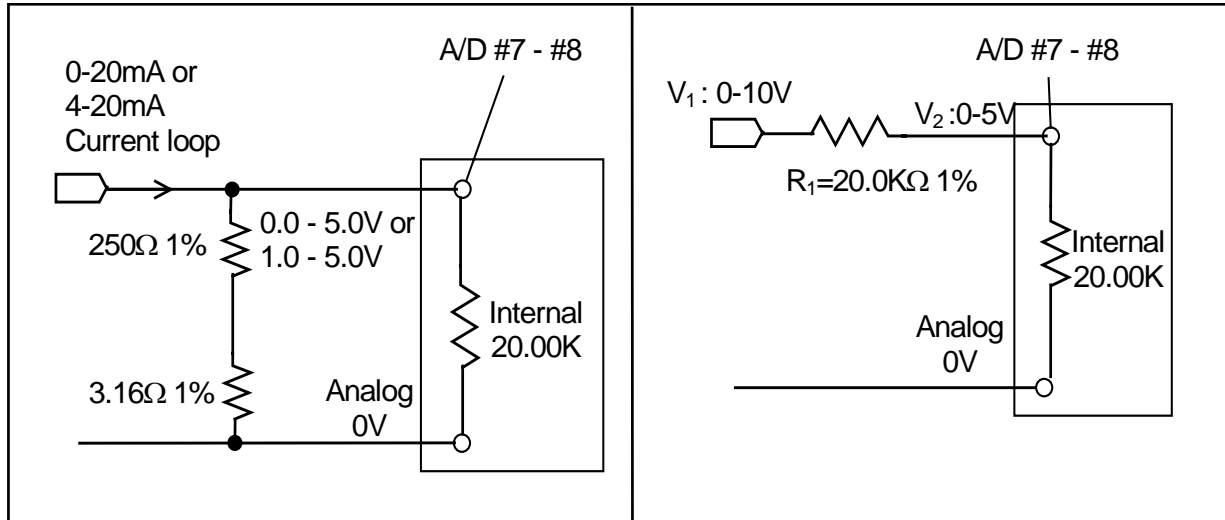 0-20mA or
4-20mA
Current loop
A/D #7 - #8
250Ω 1%
0.0 - 5.0V or
1.0 - 5.0V
Internal
20.00K
3.16Ω 1%
Analog
0V
A/D #7 - #8
V₁ : 0-10V
V₂ :0-5V
R₁=20.0KΩ 1%
Internal
20.00K
Analog
0V